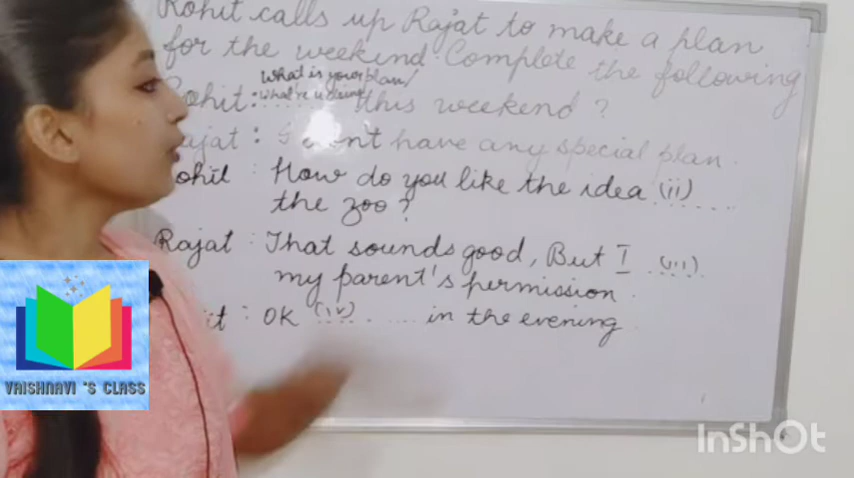 Rohit calls up Rajat to make a plan
for the weekend. Complete the following
What is your plan/
Rohit: What're u doing this weekend?
Rajat: I don't have any special plan.
Rohit: How do you like the idea (ii) ......
the zoo?
Rajat: That sounds good, But I (iii)
my parent's permission.
OK (iv) ...... in the evening
VAISHNAVI 'S CLASS
InShOt